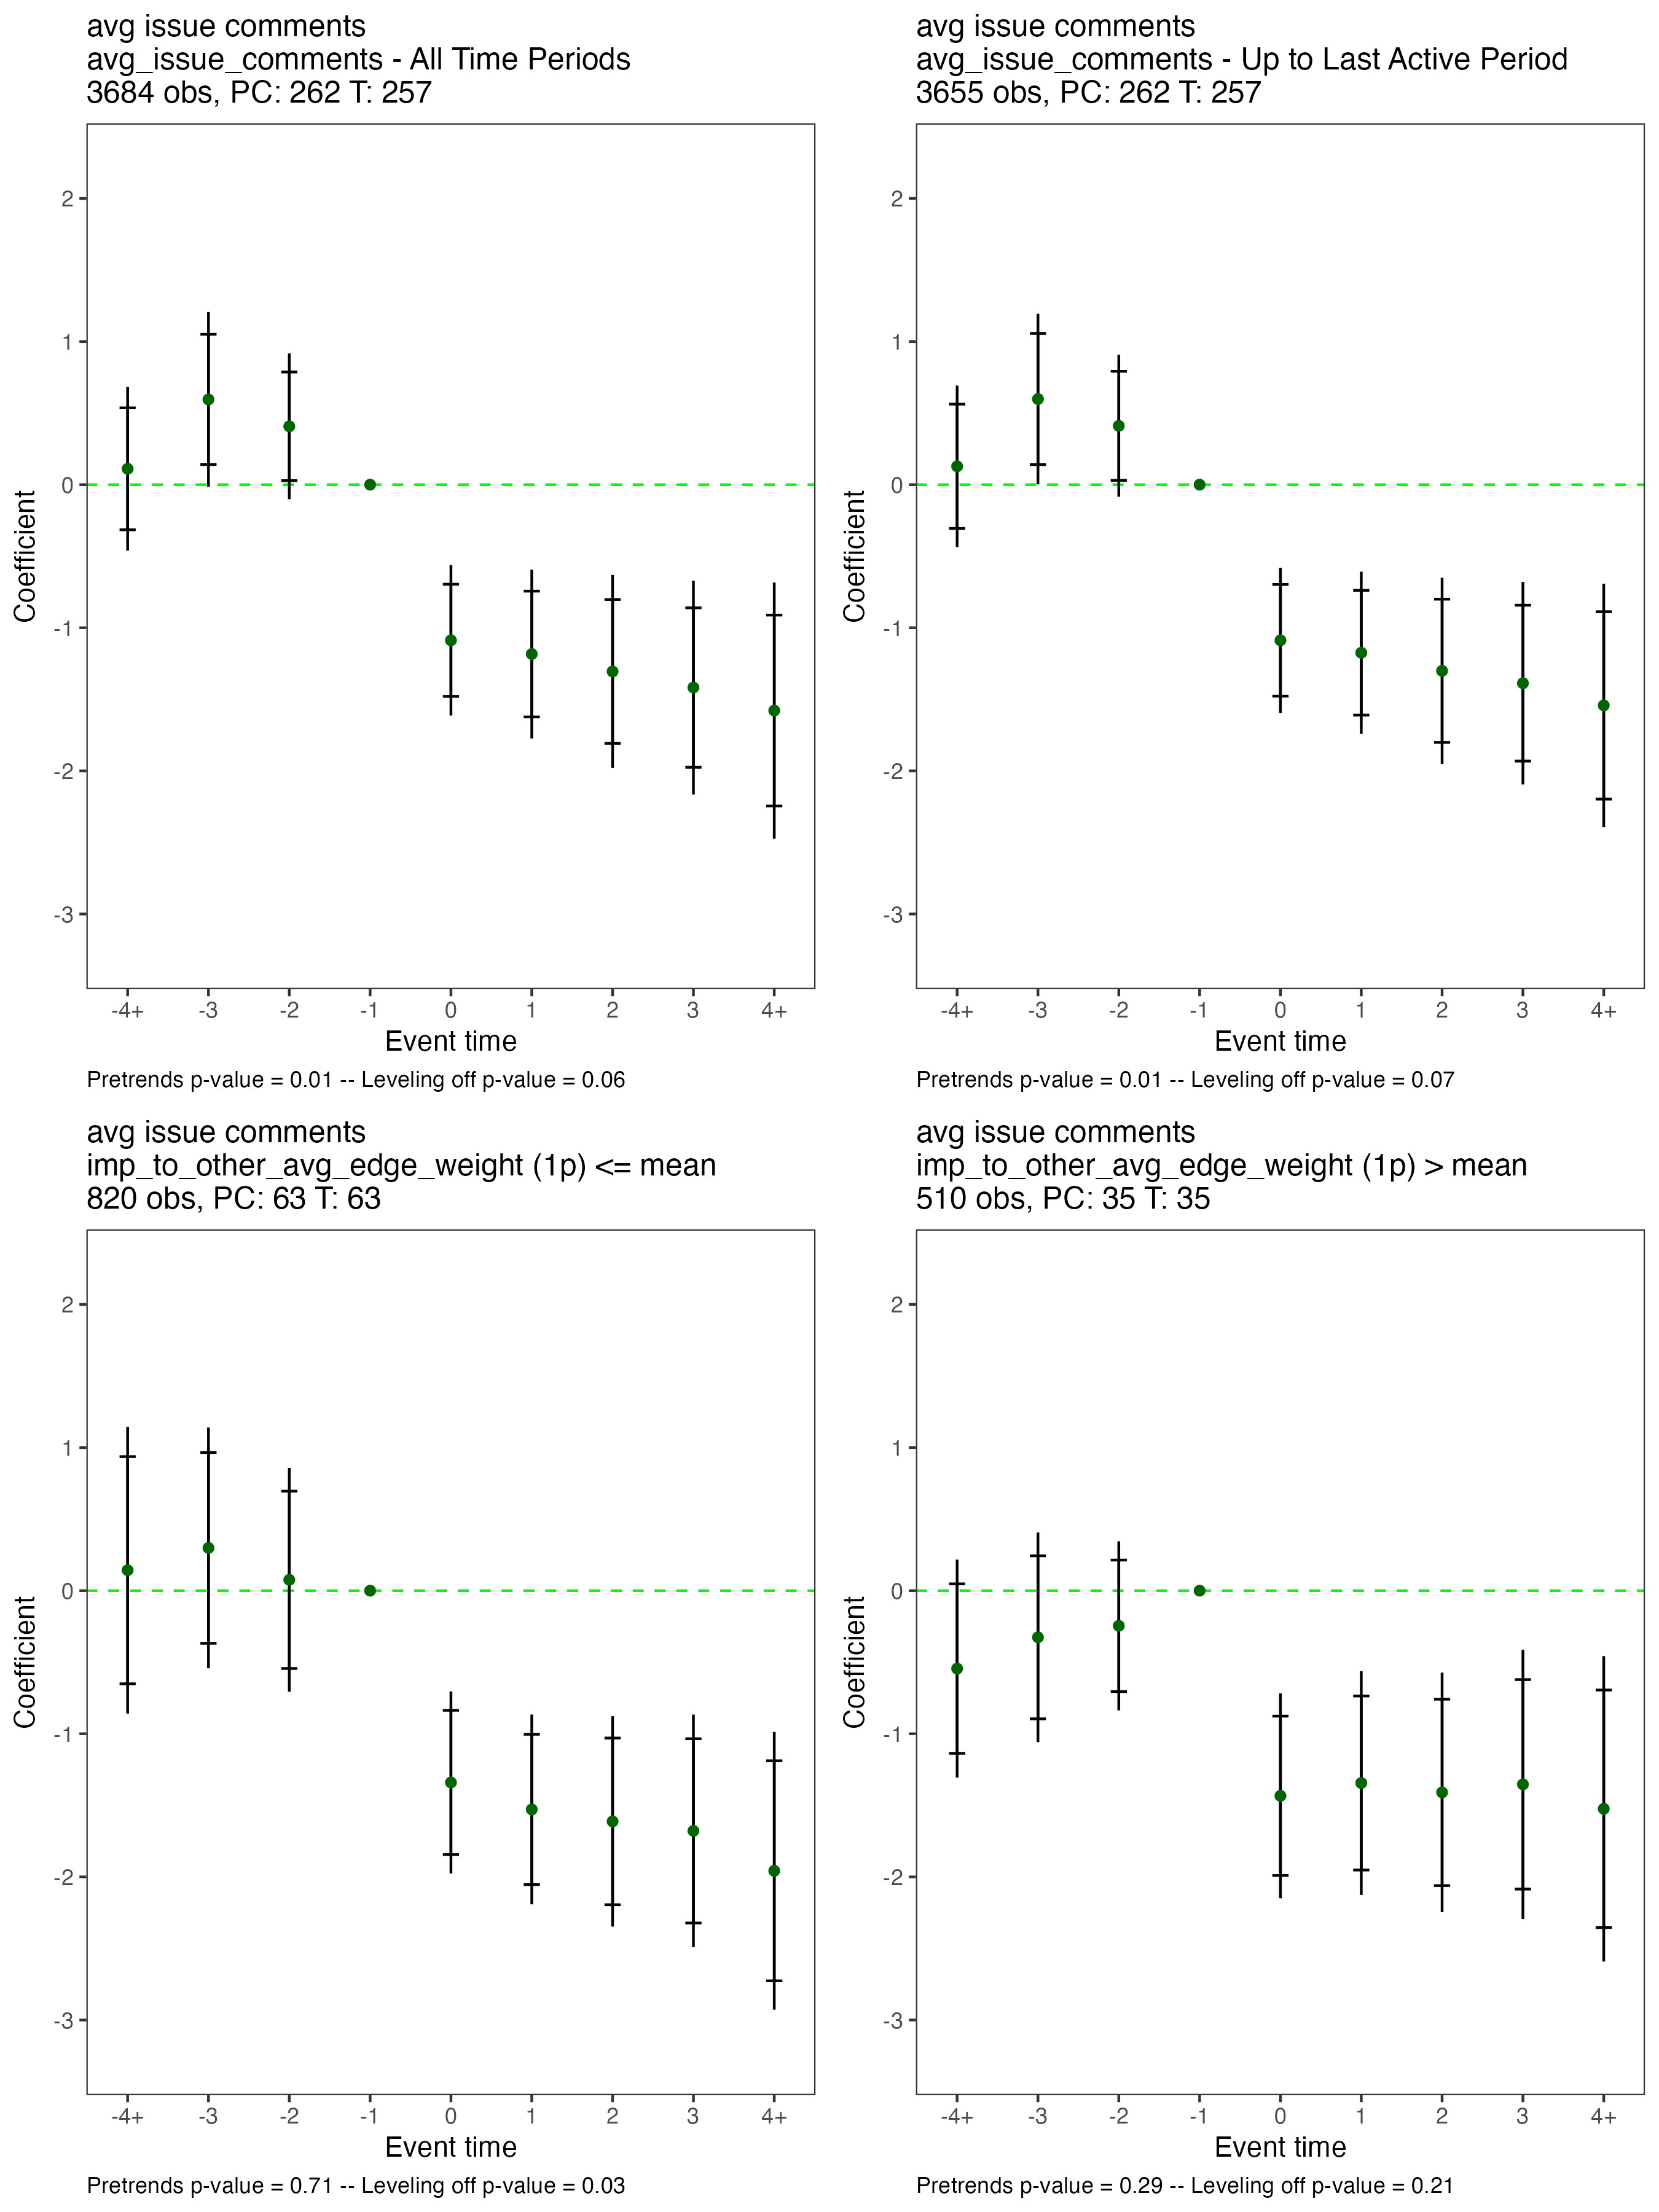 avg issue comments
avg_issue_comments - All Time Periods
3684 obs, PC: 262 T: 257
2
1
0
-1
-2
-3
Coefficient
-4+ -3 -2 -1 0 1 2 3 4+
Event time
Pretrends p-value = 0.01 -- Leveling off p-value = 0.06
avg issue comments
avg_issue_comments - Up to Last Active Period
3655 obs, PC: 262 T: 257
2
1
0
-1
-2
-3
Coefficient
-4+ -3 -2 -1 0 1 2 3 4+
Event time
Pretrends p-value = 0.01 -- Leveling off p-value = 0.07
avg issue comments
imp_to_other_avg_edge_weight (1p) <= mean
820 obs, PC: 63 T: 63
2
1
0
-1
-2
-3
Coefficient
-4+ -3 -2 -1 0 1 2 3 4+
Event time
Pretrends p-value = 0.71 -- Leveling off p-value = 0.03
avg issue comments
imp_to_other_avg_edge_weight (1p) > mean
510 obs, PC: 35 T: 35
2
1
0
-1
-2
-3
Coefficient
-4+ -3 -2 -1 0 1 2 3 4+
Event time
Pretrends p-value = 0.29 -- Leveling off p-value = 0.21